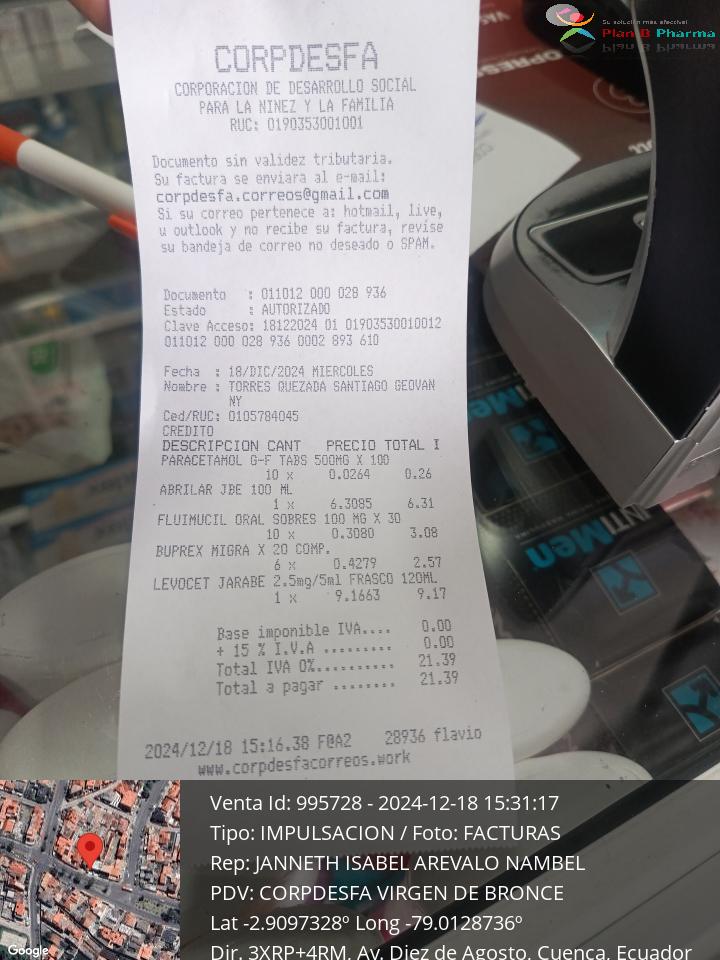 Su solución más efectiva!
Plan B Pharma
CORPDESFA
CORPORACION DE DESARROLLO SOCIAL
PARA LA NINEZ Y LA FAMILIA
RUC: 0190353001001
Documento sin validez tributaria.
Su factura se enviara al e-mail:
corpdesfa.correos@gmail.com
Si su correo pertenece a: hotmail, live,
u outlook y no recibe su factura, revise
su bandeja de correo no deseado o SPAM.
Documento : 011012 000 028 936
Estado : AUTORIZADO
Clave Acceso: 18122024 01 01903530010012
011012 000 028 936 0002 893 610
Fecha : 18/DIC/2024 MIERCOLES
Nombre : TORRES QUEZADA SANTIAGO GEOVAN
NY
Ced/RUC: 0105784045
CREDITO
DESCRIPCION CANT PRECIO TOTAL I
PARACETAMOL G-F TABS 500MG X 100
10 x 0.0264 0.26
ABRILAR JBE 100 ML
1 x 6.3085 6.31
FLUIMUCIL ORAL SOBRES 100 MG X 30
10 x 0.3080 3.08
BUPREX MIGRA X 20 COMP.
6 x 0.4279 2.57
LEVOCET JARABE 2.5mg/5ml FRASCO 120ML
1 x 9.1663 9.17
Base imponible IVA.... 0.00
+ 15 % I.V.A ......... 0.00
Total IVA 0%.......... 21.39
Total a pagar ........ 21.39
2024/12/18 15:16.38 F@A2 28936 flavio
www.corpdesfacorreos.work
Venta Id: 995728 - 2024-12-18 15:31:17
Tipo: IMPULSACION / Foto: FACTURAS
Rep: JANNETH ISABEL AREVALO NAMBEL
PDV: CORPDESFA VIRGEN DE BRONCE
Lat -2.9097328º Long -79.0128736º
Dir. 3XRP+4RM, Av. Diez de Agosto, Cuenca, Ecuador
Google